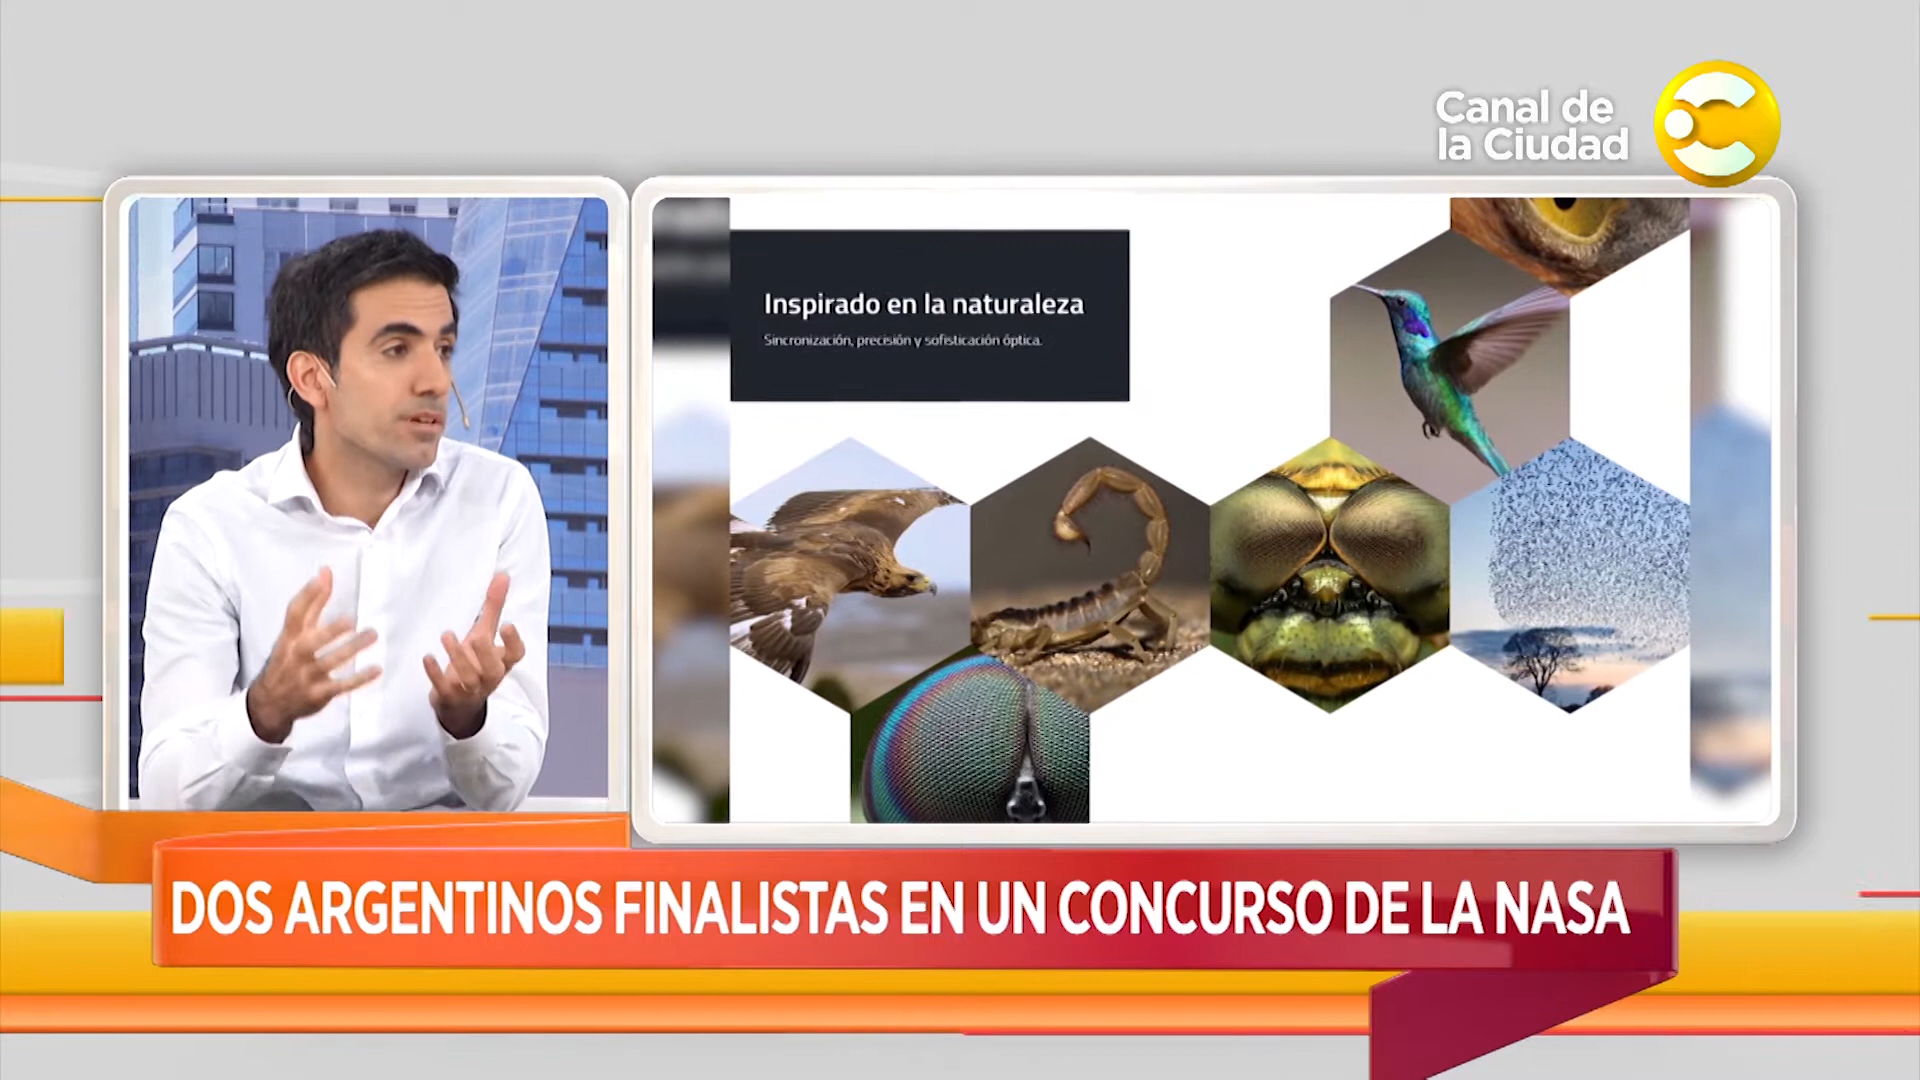 Canal de
la Ciudad
Inspirado en la naturaleza
Sincronización, precisión y sofisticación óptica.
DOS ARGENTINOS FINALISTAS EN UN CONCURSO DE LA NASA